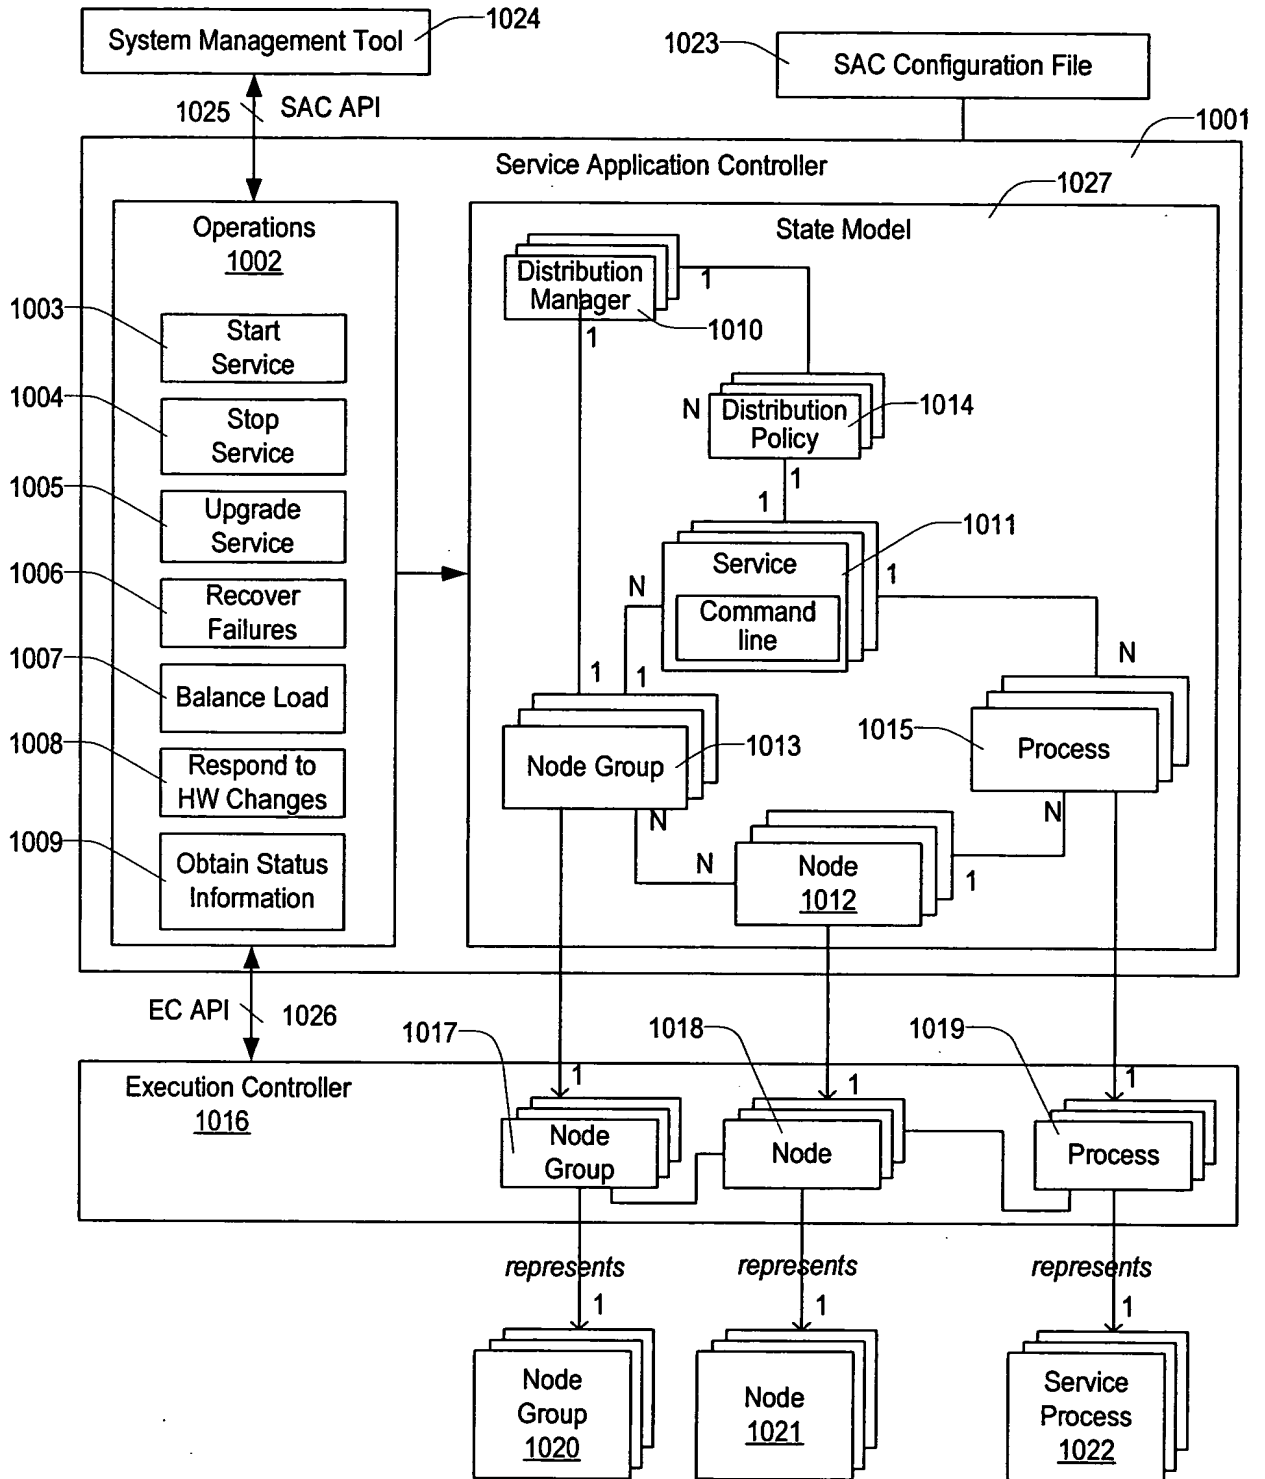 System Management Tool
1024
1023
SAC Configuration File
1025
SAC API
1001
Service Application Controller
1027
Operations
1002
State Model
Distribution
Manager
1
1010
1
1003
Start
Service
1004
Stop
Service
N
Distribution
Policy
1014
1
1
1005
Upgrade
Service
1011
Service
Command
line
1
N
1006
Recover
Failures
N
1
1
1007
Balance Load
1013
Node Group
1015
Process
1008
Respond to
HW Changes
N
N
1009
Obtain Status
Information
N
Node
1012
1
EC API
1026
1017
1018
1019
Execution Controller
1016
1
1
1
Node
Group
Node
Process
represents
represents
represents
1
1
1
Node
Group
1020
Node
1021
Service
Process
1022